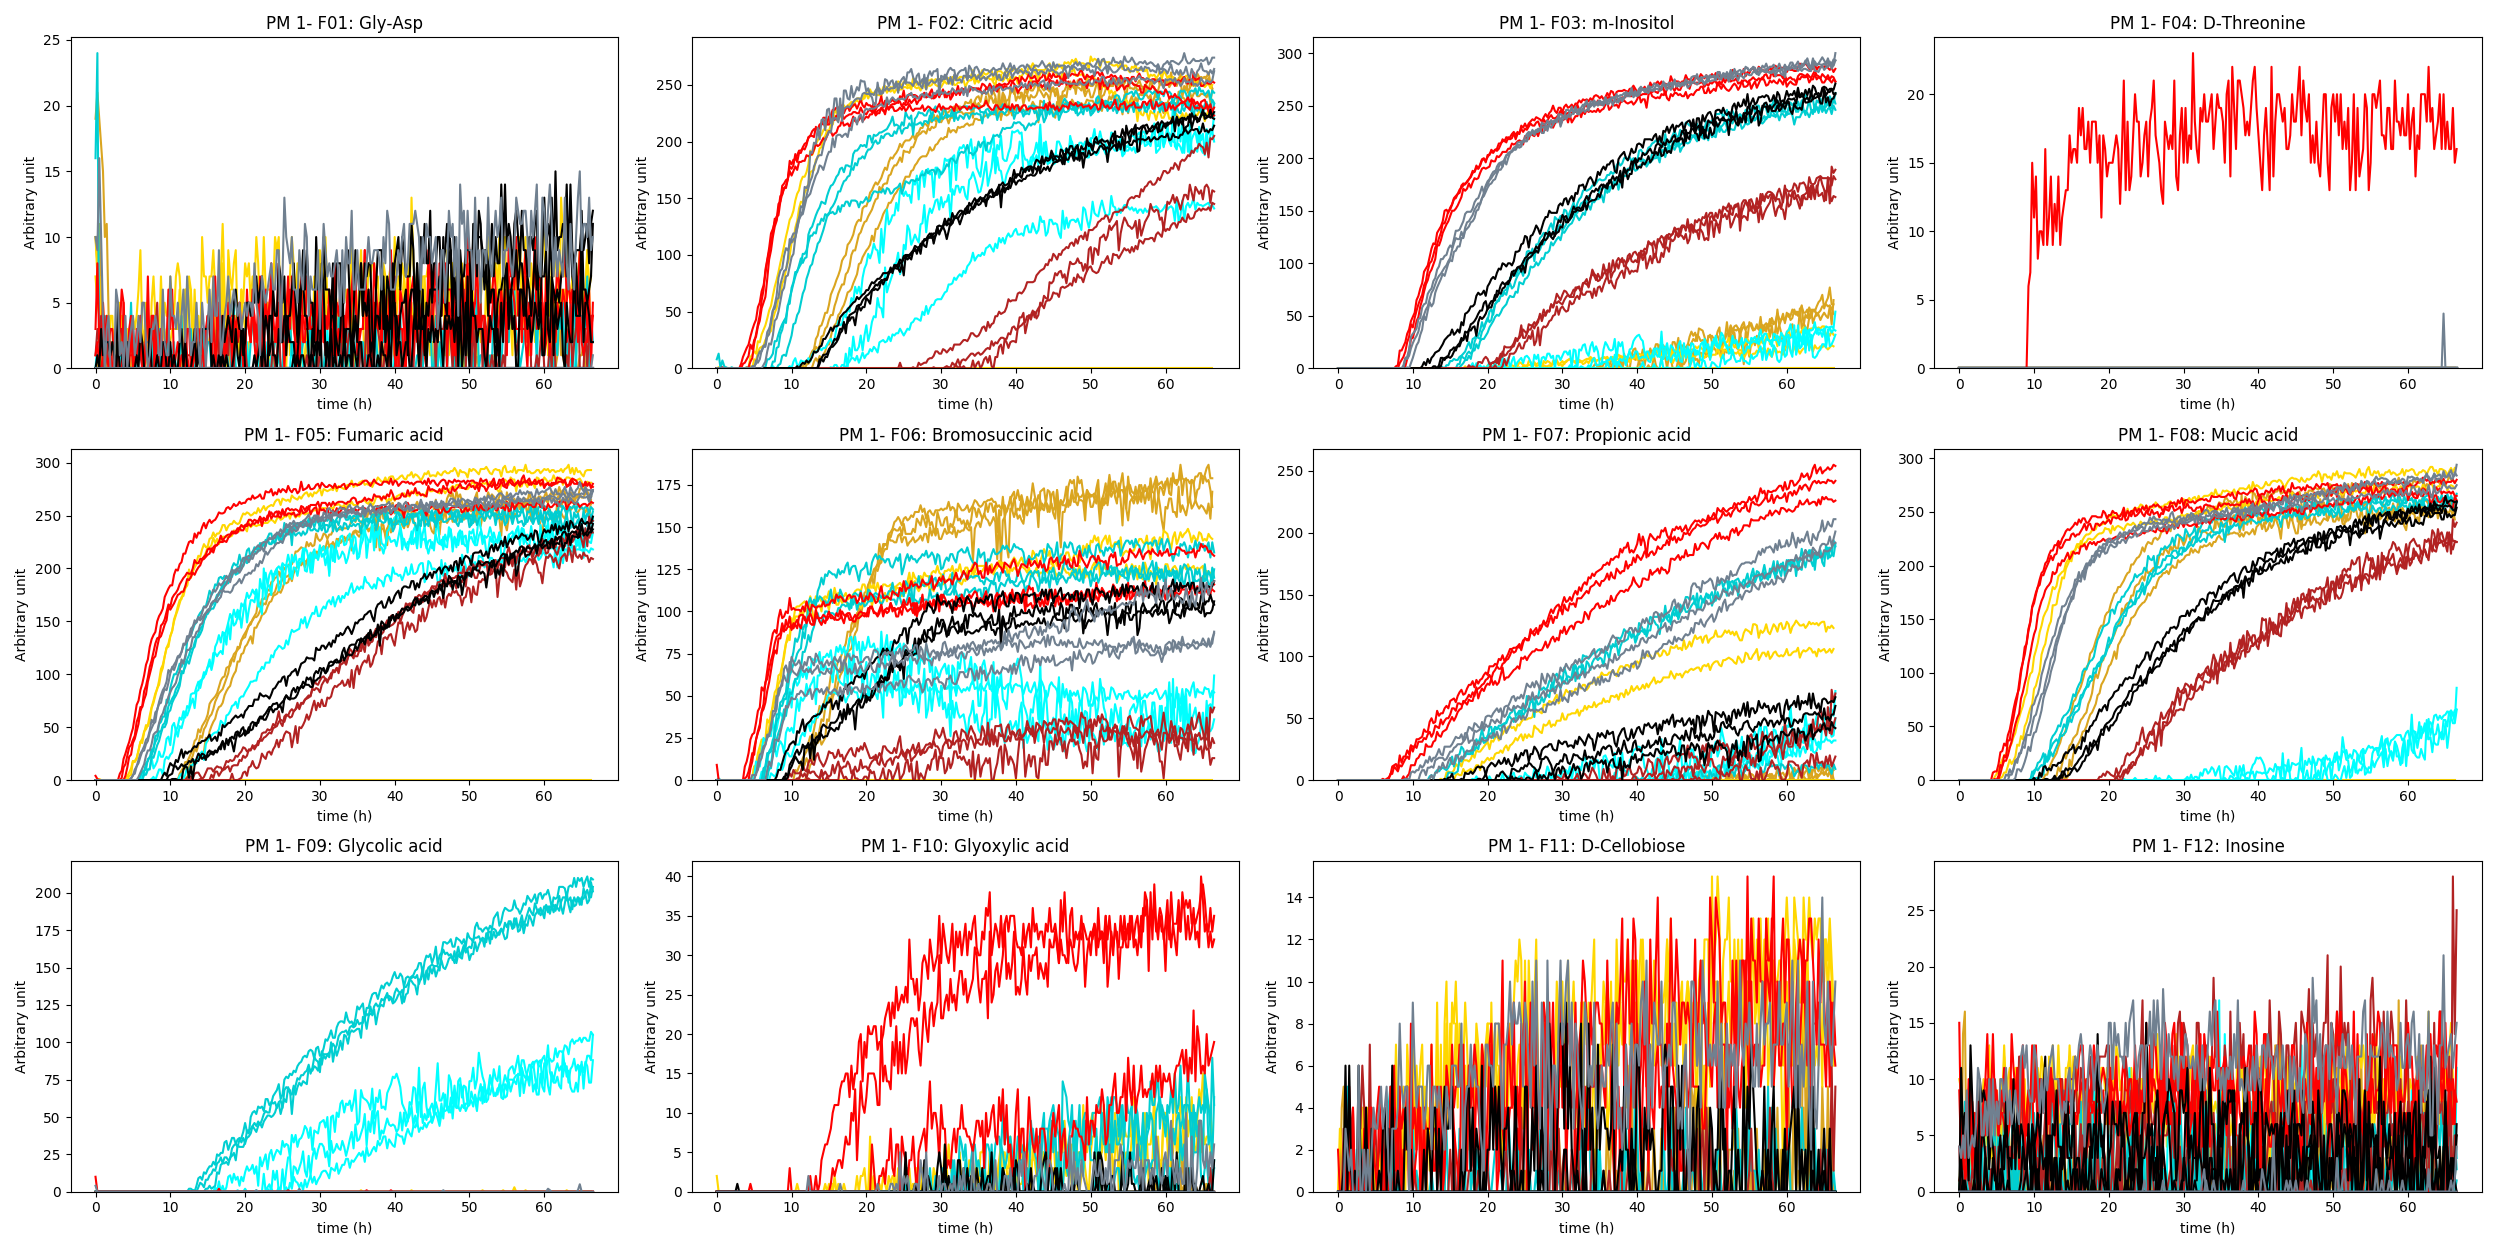 PM 1- F01: Gly-Asp
PM 1- F02: Citric acid
PM 1- F03: m-Inositol
PM 1- F04: D-Threonine
Arbitrary unit
0
5
10
15
20
25
0 10 20 30 40 50 60
time (h)
Arbitrary unit
0
50
100
150
200
250
0 10 20 30 40 50 60
time (h)
Arbitrary unit
0
50
100
150
200
250
300
0 10 20 30 40 50 60
time (h)
Arbitrary unit
0
5
10
15
20
0 10 20 30 40 50 60
time (h)
PM 1- F05: Fumaric acid
PM 1- F06: Bromosuccinic acid
PM 1- F07: Propionic acid
PM 1- F08: Mucic acid
Arbitrary unit
0
50
100
150
200
250
300
0 10 20 30 40 50 60
time (h)
Arbitrary unit
0
25
50
75
100
125
150
175
0 10 20 30 40 50 60
time (h)
Arbitrary unit
0
50
100
150
200
250
0 10 20 30 40 50 60
time (h)
Arbitrary unit
0
50
100
150
200
250
300
0 10 20 30 40 50 60
time (h)
PM 1- F09: Glycolic acid
PM 1- F10: Glyoxylic acid
PM 1- F11: D-Cellobiose
PM 1- F12: Inosine
Arbitrary unit
0
25
50
75
100
125
150
175
200
0 10 20 30 40 50 60
time (h)
Arbitrary unit
0
5
10
15
20
25
30
35
40
0 10 20 30 40 50 60
time (h)
Arbitrary unit
0
2
4
6
8
10
12
14
0 10 20 30 40 50 60
time (h)
Arbitrary unit
0
5
10
15
20
25
0 10 20 30 40 50 60
time (h)